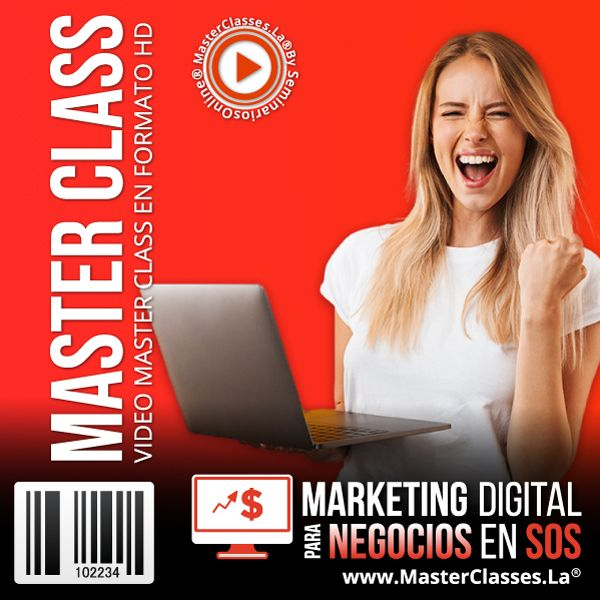 MASTER CLASS
VIDEO MASTER CLASS EN FORMATO HD
MasterClasses.La® By SeminariosOnline®
$
MARKETING DIGITAL
PARA NEGOCIOS EN SOS
www.MasterClasses.La®
102234